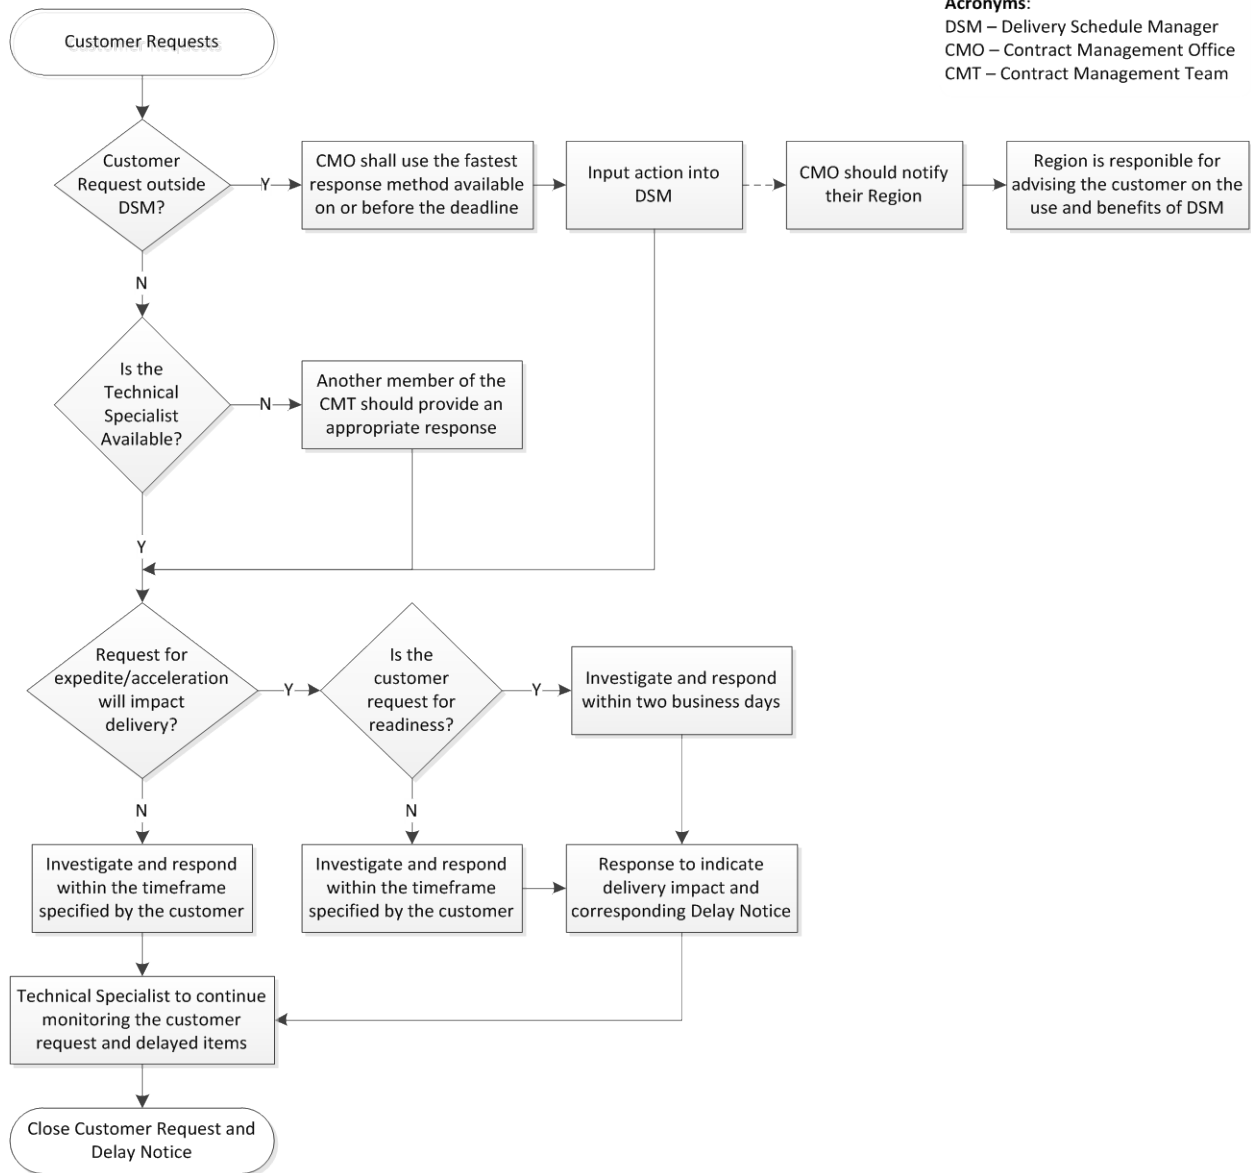 Acronyms:
DSM – Delivery Schedule Manager
CMO – Contract Management Office
CMT – Contract Management Team
Customer Requests
Customer
Request outside
DSM?
Y
CMO shall use the fastest
response method available
on or before the deadline
Input action into
DSM
CMO should notify
their Region
Region is responible for
advising the customer on the
use and benefits of DSM
N
Is the
Technical
Specialist
Available?
N
Another member of the
CMT should provide an
appropriate response
Y
Request for
expedite/acceleration
will impact
delivery?
Y
Is the
customer
request for
readiness?
Y
Investigate and respond
within two business days
N
N
Investigate and respond
within the timeframe
specified by the customer
Investigate and respond
within the timeframe
specified by the customer
Response to indicate
delivery impact and
corresponding Delay Notice
Technical Specialist to continue
monitoring the customer
request and delayed items
Close Customer Request and
Delay Notice